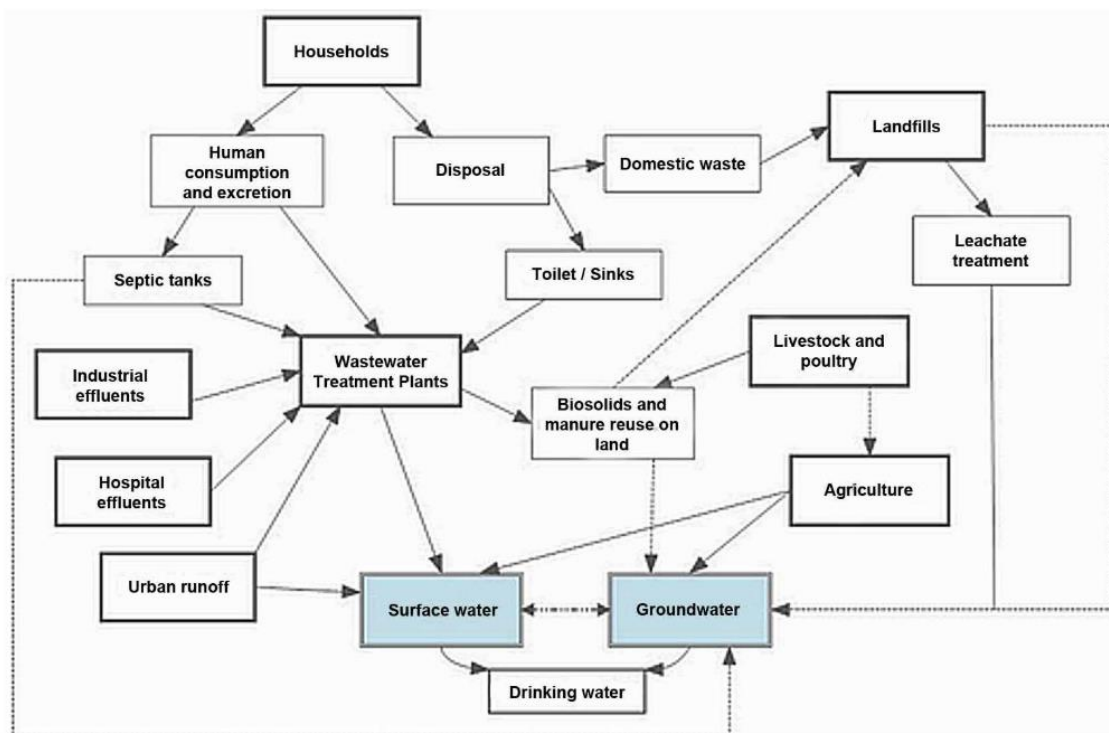 Households
Landfills
Human
consumption
and excretion
Disposal
Domestic waste
Leachate
treatment
Septic tanks
Toilet / Sinks
Livestock and
poultry
Wastewater
Treatment Plants
Industrial
effluents
Biosolids and
manure reuse on
land
Hospital
effluents
Agriculture
Urban runoff
Surface water
Groundwater
Drinking water